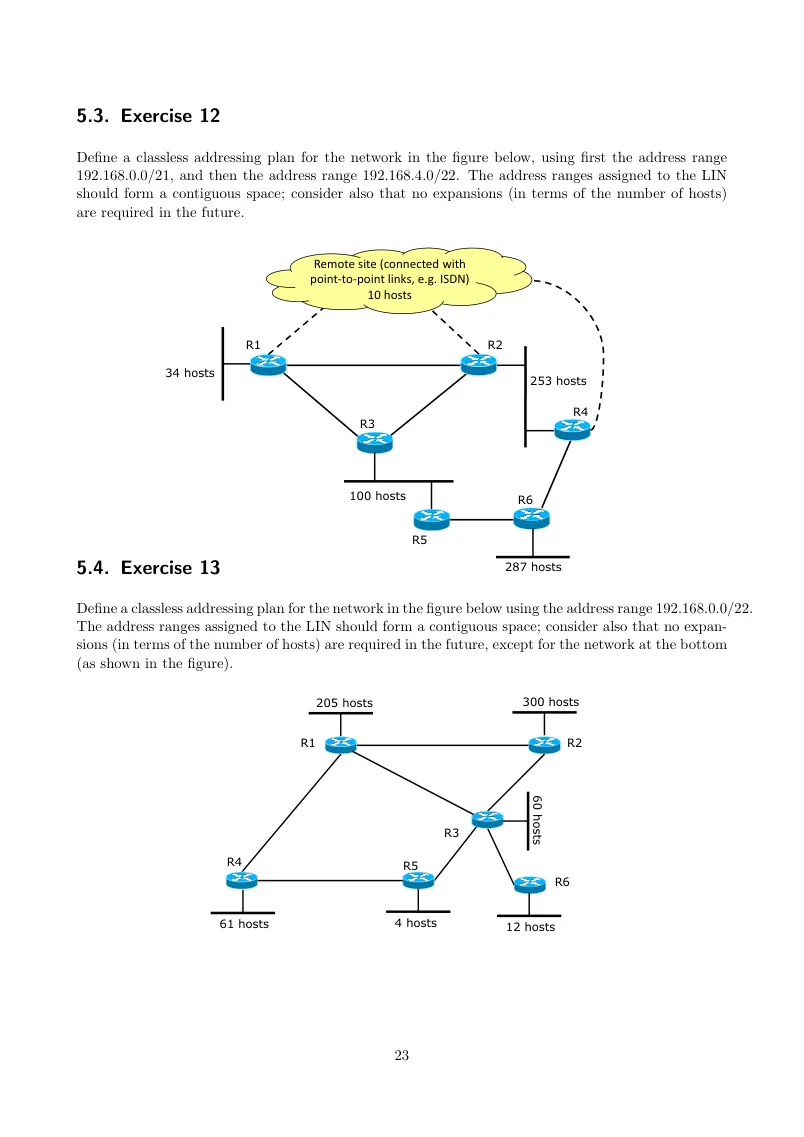 5.3. Exercise 12
Define a classless addressing plan for the network in the figure below, using first the address range
192.168.0.0/21, and then the address range 192.168.4.0/22. The address ranges assigned to the LIN
should form a contiguous space; consider also that no expansions (in terms of the number of hosts)
are required in the future.
Remote site (connected with
point-to-point links, e.g. ISDN)
10 hosts
R1
R2
34 hosts
253 hosts
R4
R3
100 hosts
R6
R5
287 hosts
5.4. Exercise 13
Define a classless addressing plan for the network in the figure below using the address range 192.168.0.0/22.
The address ranges assigned to the LIN should form a contiguous space; consider also that no expan-
sions (in terms of the number of hosts) are required in the future, except for the network at the bottom
(as shown in the figure).
205 hosts
300 hosts
R1
R2
60 hosts
R3
R4
R5
R6
61 hosts
4 hosts
12 hosts
23